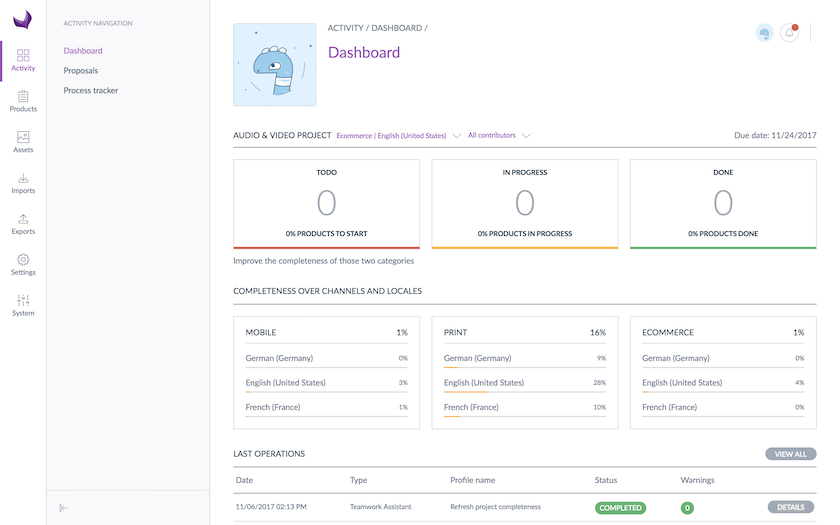 ACTIVITY NAVIGATION
Dashboard
Proposals
Process tracker
Activity
Products
Assets
Imports
Exports
Settings
System
ACTIVITY / DASHBOARD /
Dashboard
AUDIO & VIDEO PROJECT Ecommerce | English (United States) All contributors Due date: 11/24/2017
TODO
0
0% PRODUCTS TO START
IN PROGRESS
0
0% PRODUCTS IN PROGRESS
DONE
0
0% PRODUCTS DONE
Improve the completeness of those two categories
COMPLETENESS OVER CHANNELS AND LOCALES
MOBILE 1%
German (Germany) 0%
English (United States) 3%
French (France) 1%
PRINT 16%
German (Germany) 9%
English (United States) 28%
French (France) 10%
ECOMMERCE 1%
German (Germany) 0%
English (United States) 4%
French (France) 0%
LAST OPERATIONS VIEW ALL
Date Type Profile name Status Warnings
11/06/2017 02:13 PM Teamwork Assistant Refresh project completeness COMPLETED 0 DETAILS